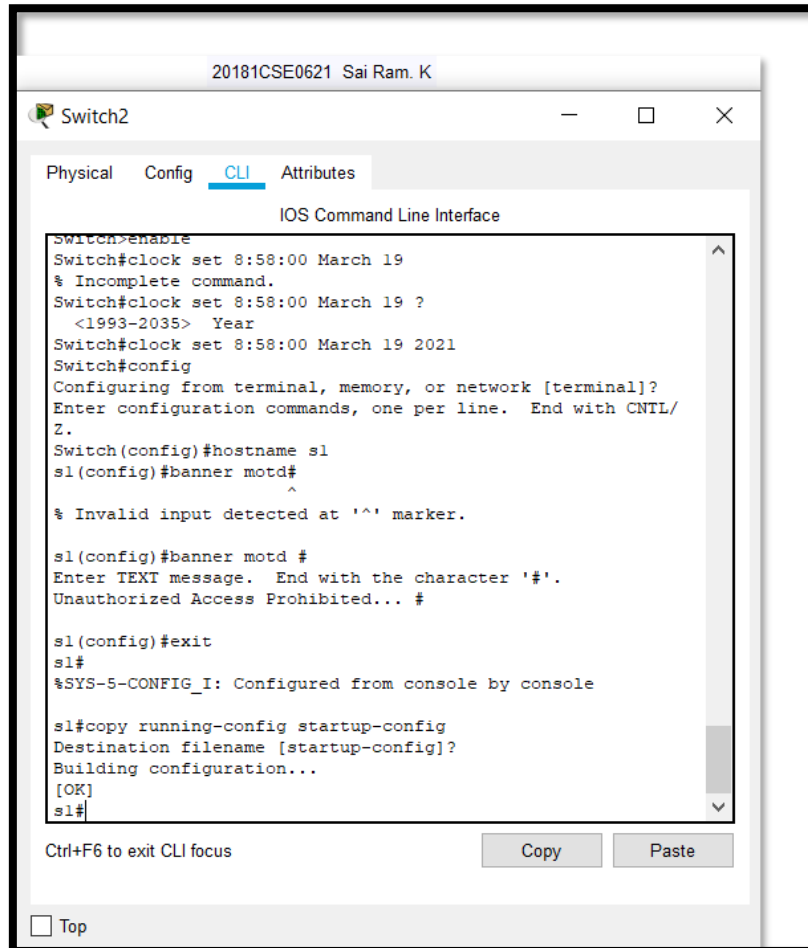 20181CSE0621 Sai Ram. K
Switch2
Physical Config CLI Attributes
IOS Command Line Interface
Switch>enable
Switch#clock set 8:58:00 March 19
% Incomplete command.
Switch#clock set 8:58:00 March 19 ?
<1993-2035> Year
Switch#clock set 8:58:00 March 19 2021
Switch#config
Configuring from terminal, memory, or network [terminal]?
Enter configuration commands, one per line. End with CNTL/
Z.
Switch(config)#hostname s1
s1(config)#banner motd#
^
% Invalid input detected at '^' marker.
s1(config)#banner motd #
Enter TEXT message. End with the character '#'.
Unauthorized Access Prohibited... #
s1(config)#exit
s1#
%SYS-5-CONFIG_I: Configured from console by console
s1#copy running-config startup-config
Destination filename [startup-config]?
Building configuration...
[OK]
s1#
Ctrl+F6 to exit CLI focus
Copy Paste
Top